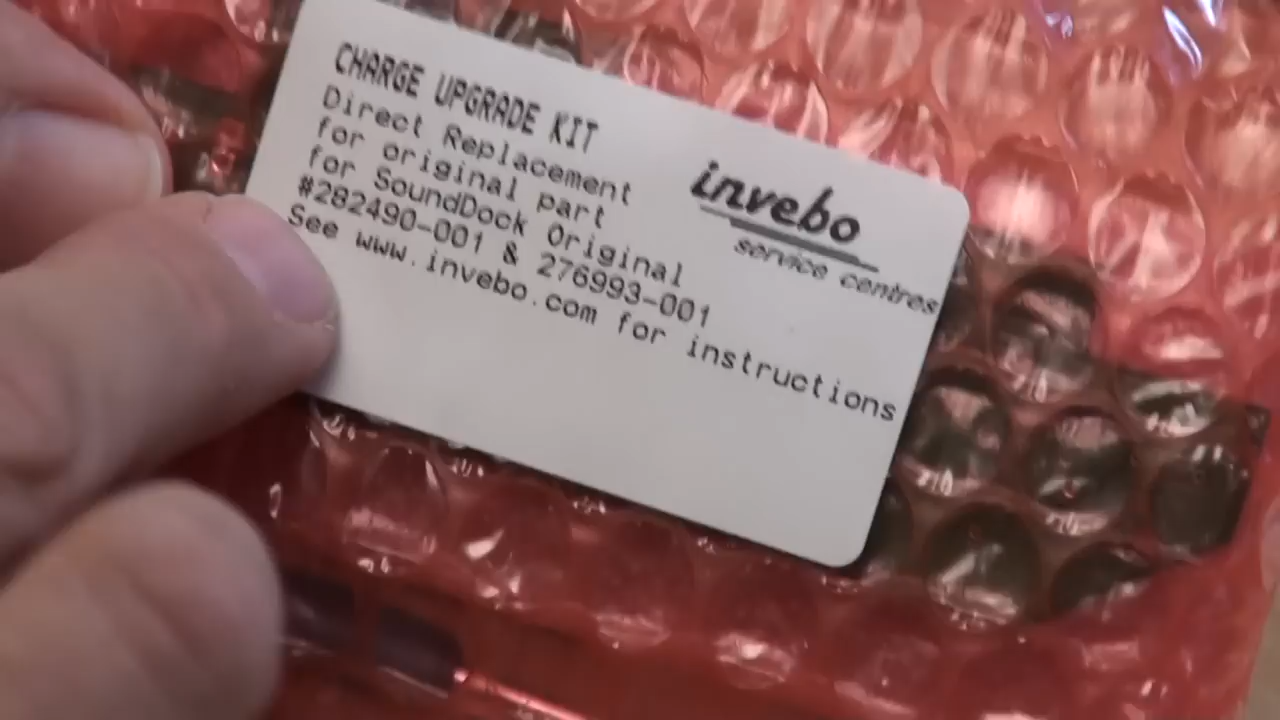 CHARGE UPGRADE KIT
Direct Replacement
for original part
for SoundDock Original
#282490-001 & 276993-001
See www.invebo.com for instructions
invebo
service centres